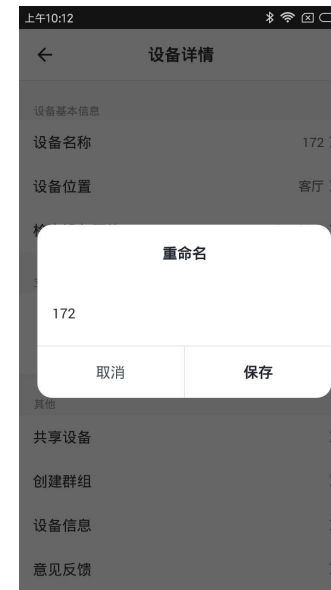 上午10:12
设备详情
设备基本信息
设备名称 172
设备位置 客厅
重命名
172
取消 保存
其他
共享设备
创建群组
设备信息
意见反馈